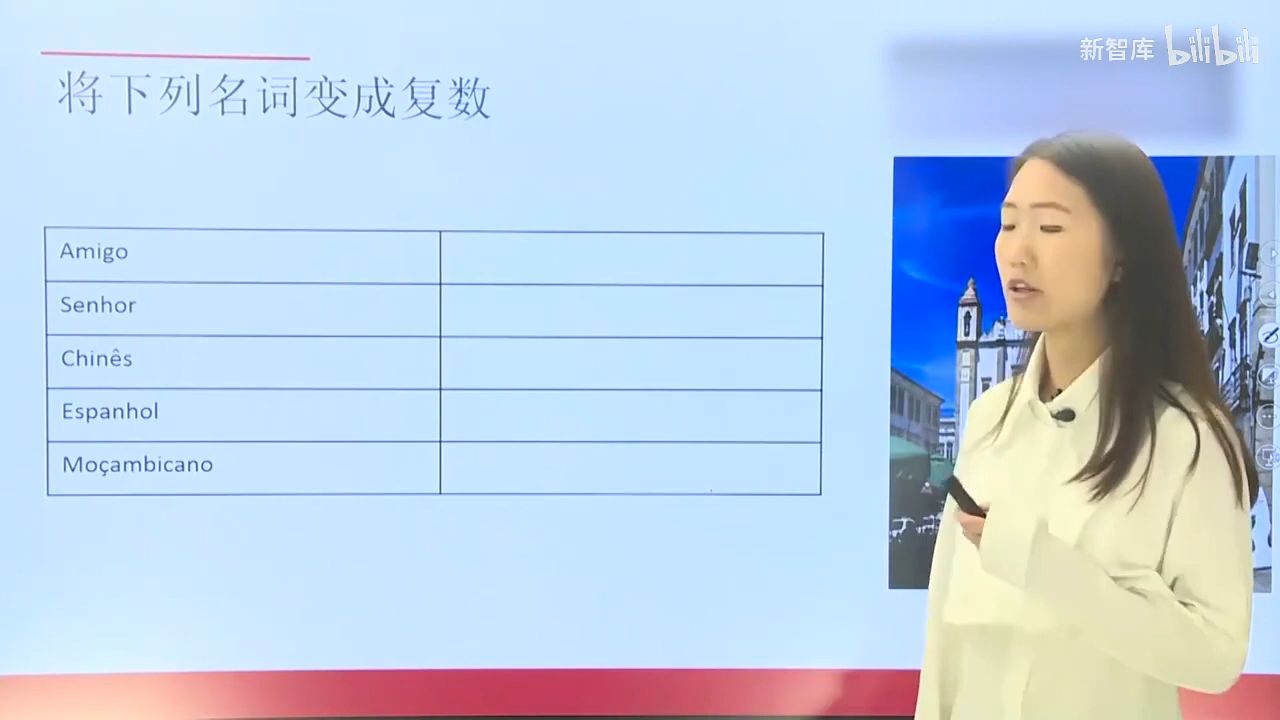 新智库 bilibili
将下列名词变成复数
Amigo
Senhor
Chinês
Espanhol
Moçambicano